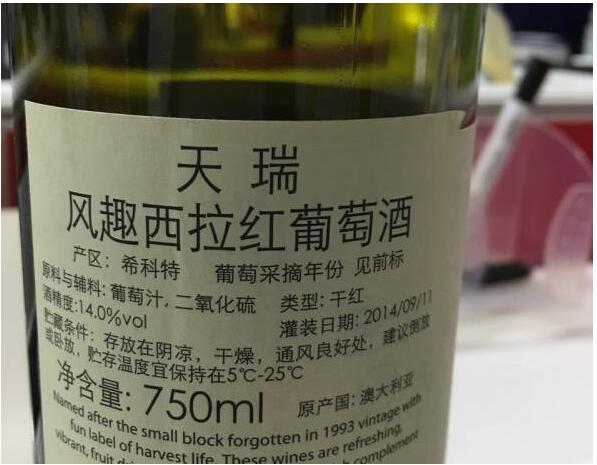 天瑞
风趣西拉红葡萄酒
产区：希科特 葡萄采摘年份 见前标
原料与辅料：葡萄汁，二氧化硫 类型：干红
酒精度:14.0%vol 灌装日期：2014/09/11
贮藏条件：存放在阴凉，干燥，通风良好处，建议倒放
或卧放，贮存温度宜保持在5℃-25℃
净含量：750ml 原产国：澳大利亚
Named after the small block forgotten in 1993 vintage with
fun label of harvest life. These wines are refreshing,
vibrant, fruit complement